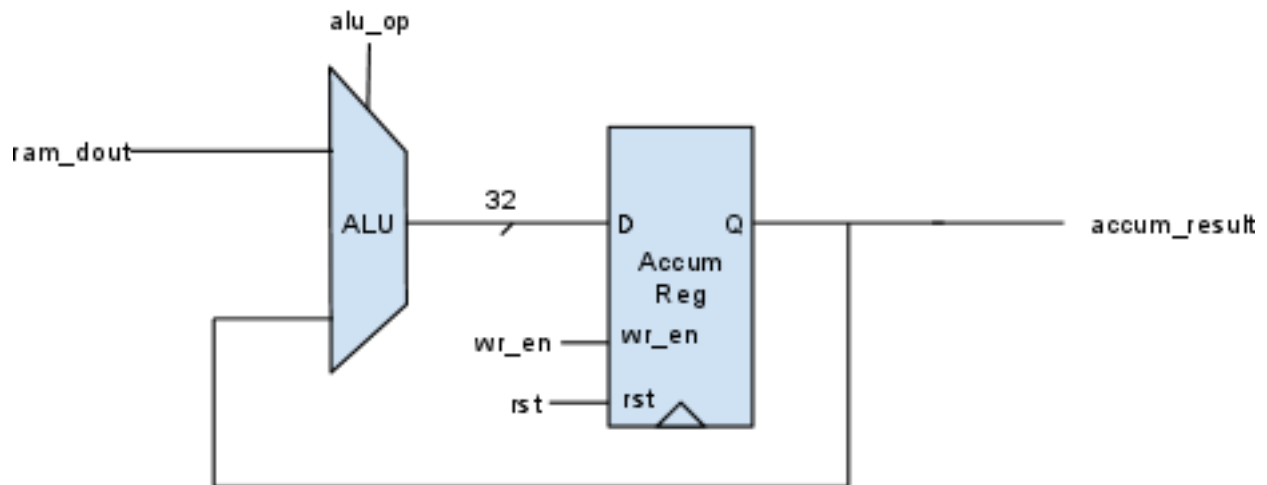 alu_op
ram_dout
ALU
32
D
Q
Accum
Reg
accum_result
wr_en
wr_en
rst
rst